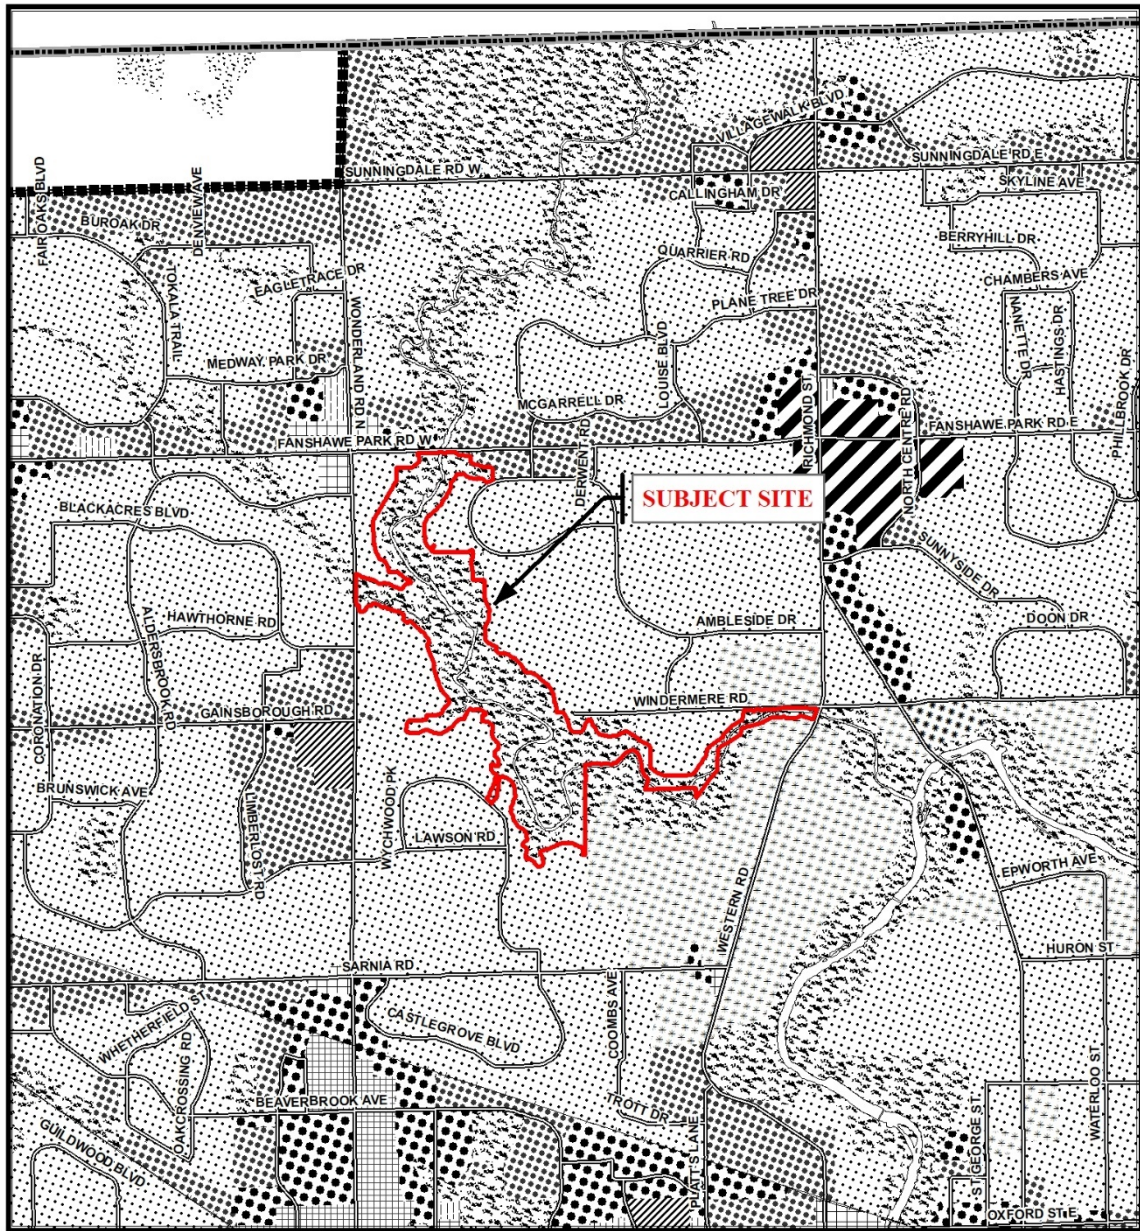 VILLAGEWALK BLVD
SUNNINGDALE RD E
SUNNINGDALE RD W
SKYLINE AVE
CALLINGHAM DR
FAIR OAKS BLVD
DENVIEW AVE
BUROAK DR
BERRYHILL DR
QUARRIER RD
TOKALA TRAIL
EAGLETRACE DR
CHAMBERS AVE
PLANE TREE DR
WONDERLAND RD N
NANETTE DR
HASTINGS DR
MEDWAY PARK DR
LOUISE BLVD
RICHMOND ST
PHILLBROOK DR
MCGARRELL DR
NORTH CENTRE RD
FANSHAWE PARK RD W
FANSHAWE PARK RD E
DERWENT RD
SUBJECT SITE
BLACKACRES BLVD
SUNNYSIDE DR
HAWTHORNE RD
AMBLESIDE DR
DOON DR
ALDERSBROOK RD
CORONATION DR
WINDERMERE RD
GAINSBOROUGH RD
BRUNSWICK AVE
LIMBERLOST RD
WYCHWOOD PK
LAWSON RD
EPWORTH AVE
WESTERN RD
HURON ST
SARNIA RD
WHETHERFIELD ST
OAKCROSSING RD
CASTLEGROVE BLVD
COOMBS AVE
BEAVERBROOK AVE
TROTT DR
GUILDWOOD BLVD
PLATT'S LANE
ST GEORGE ST
WATERLOO ST
OXFORD ST E